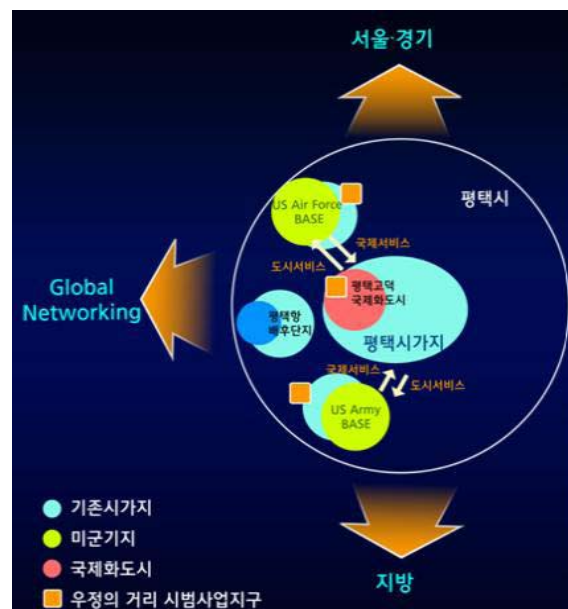 서울·경기
평택시
US Air Force
BASE
국제서비스
도시서비스
Global
Networking
평택고덕
국제화도시
평택항
배후단지
평택시가지
국제서비스
도시서비스
US Army
BASE
기존시가지
미군기지
국제화도시
우정의 거리 시범사업지구
지방